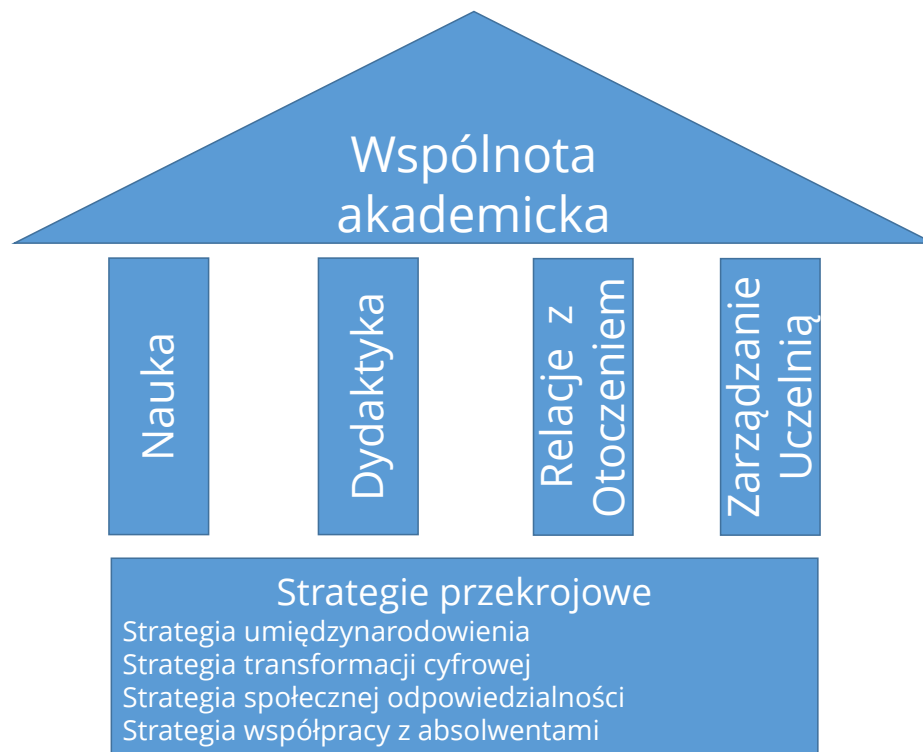 Wspólnota
akademicka
Nauka
Dydaktyka
Relacje z
Otoczeniem
Zarządzanie
Uczelnią
Strategie przekrojowe
Strategia umiędzynarodowienia
Strategia transformacji cyfrowej
Strategia społecznej odpowiedzialności
Strategia współpracy z absolwentami